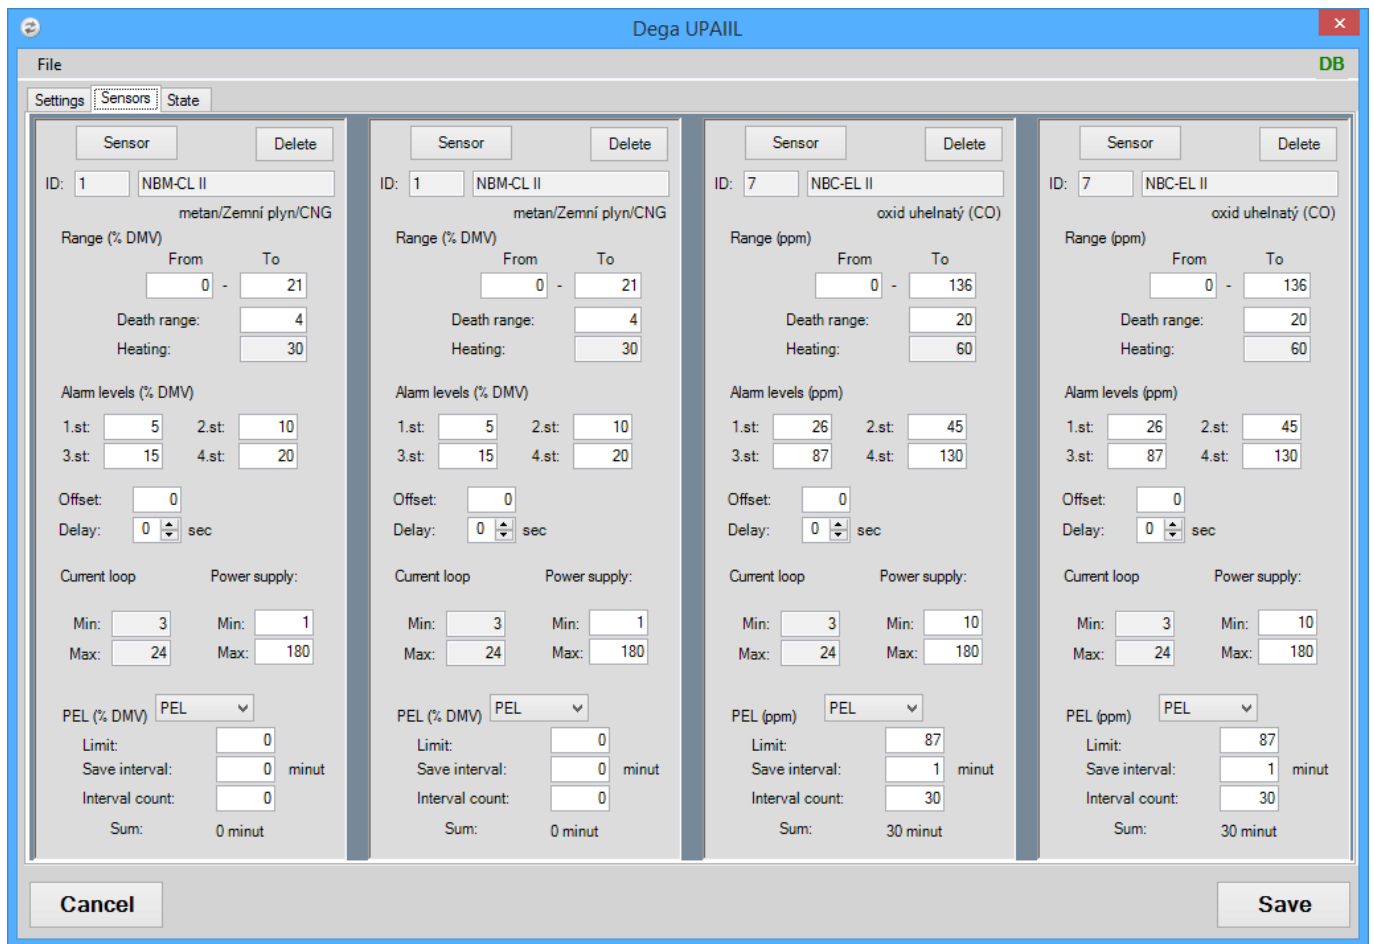 Dega UPAIIL
File DB
Settings Sensors State
Sensor Delete
ID: 1 NBM-CL II
metan/Zemní plyn/CNG
Range (% DMV)
From To
0 - 21
Death range: 4
Heating: 30
Alarm levels (% DMV)
1.st: 5 2.st: 10
3.st: 15 4.st: 20
Offset: 0
Delay: 0 sec
Current loop Power supply:
Min: 3 Min: 1
Max: 24 Max: 180
PEL (% DMV) PEL
Limit: 0
Save interval: 0 minut
Interval count: 0
Sum: 0 minut
Sensor Delete
ID: 1 NBM-CL II
metan/Zemní plyn/CNG
Range (% DMV)
From To
0 - 21
Death range: 4
Heating: 30
Alarm levels (% DMV)
1.st: 5 2.st: 10
3.st: 15 4.st: 20
Offset: 0
Delay: 0 sec
Current loop Power supply:
Min: 3 Min: 1
Max: 24 Max: 180
PEL (% DMV) PEL
Limit: 0
Save interval: 0 minut
Interval count: 0
Sum: 0 minut
Sensor Delete
ID: 7 NBC-EL II
oxid uhelnatý (CO)
Range (ppm)
From To
0 - 136
Death range: 20
Heating: 60
Alarm levels (ppm)
1.st: 26 2.st: 45
3.st: 87 4.st: 130
Offset: 0
Delay: 0 sec
Current loop Power supply:
Min: 3 Min: 10
Max: 24 Max: 180
PEL (ppm) PEL
Limit: 87
Save interval: 1 minut
Interval count: 30
Sum: 30 minut
Sensor Delete
ID: 7 NBC-EL II
oxid uhelnatý (CO)
Range (ppm)
From To
0 - 136
Death range: 20
Heating: 60
Alarm levels (ppm)
1.st: 26 2.st: 45
3.st: 87 4.st: 130
Offset: 0
Delay: 0 sec
Current loop Power supply:
Min: 3 Min: 10
Max: 24 Max: 180
PEL (ppm) PEL
Limit: 87
Save interval: 1 minut
Interval count: 30
Sum: 30 minut
Cancel Save